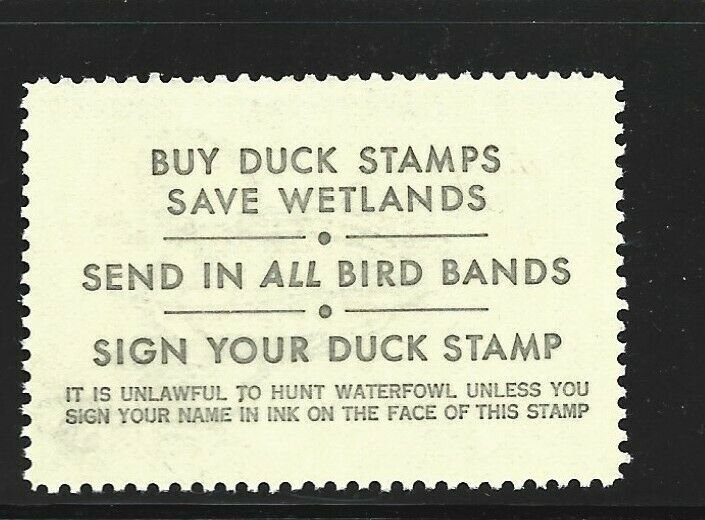 BUY DUCK STAMPS
SAVE WETLANDS
SEND IN ALL BIRD BANDS
SIGN YOUR DUCK STAMP
IT IS UNLAWFUL TO HUNT WATERFOWL UNLESS YOU
SIGN YOUR NAME IN INK ON THE FACE OF THIS STAMP